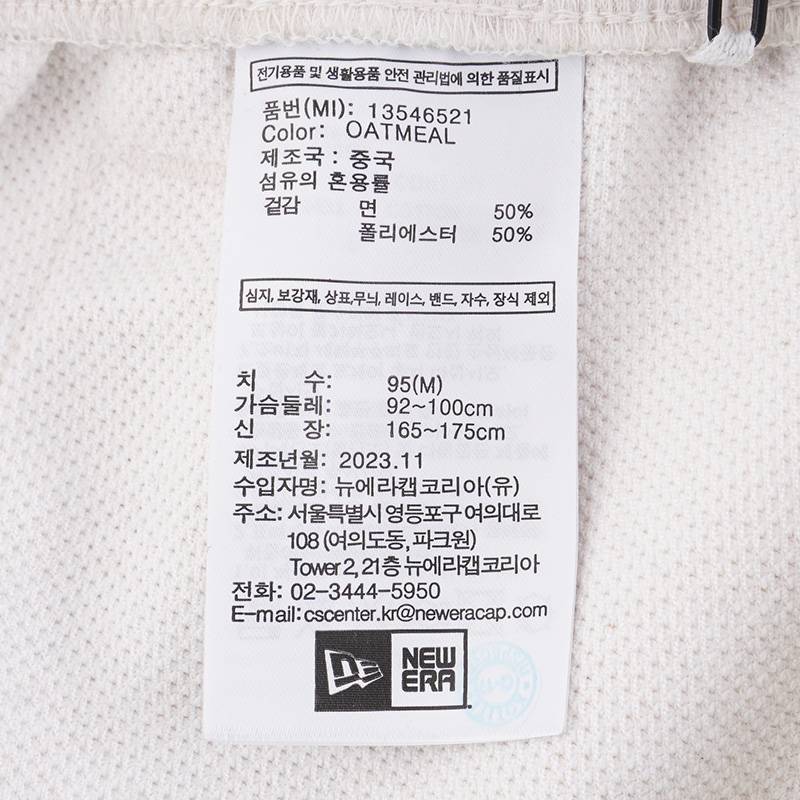 전기용품 및 생활용품 안전 관리법에 의한 품질표시
품번(MI): 13546521
Color: OATMEAL
제조국 : 중국
섬유의 혼용률
겉감 면 50%
폴리에스터 50%
심지, 보강재, 상표,무늬, 레이스, 밴드, 자수, 장식 제외
치 수: 95(M)
가슴둘레: 92~100cm
신 장: 165~175cm
제조년월: 2023.11
수입자명: 뉴에라캡코리아(유)
주소: 서울특별시 영등포구 여의대로
108 (여의도동, 파크원)
Tower 2, 21층 뉴에라캡코리아
전화: 02-3444-5950
E-mail: cscenter.kr@neweracap.com
NE NEW
ERA